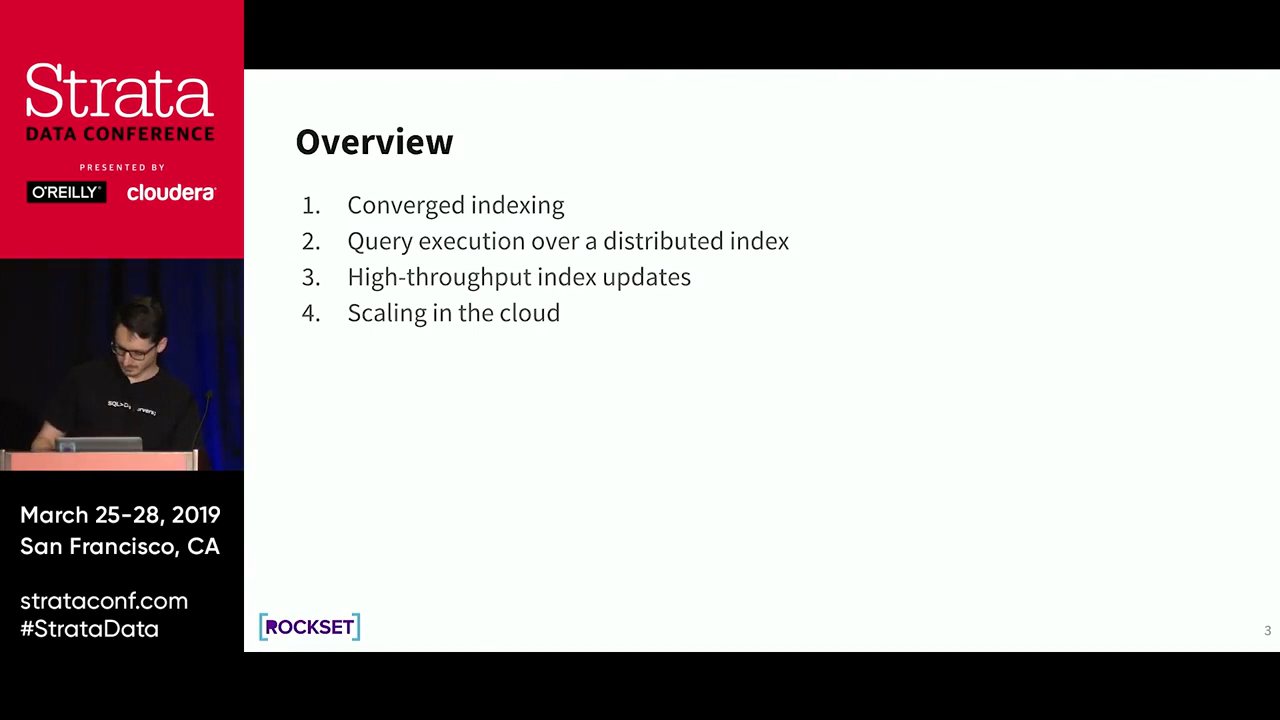 Strata
DATA CONFERENCE
PRESENTED BY
O'REILLY®
cloudera®
March 25-28, 2019
San Francisco, CA
strataconf.com
#StrataData
Overview
1. Converged indexing
2. Query execution over a distributed index
3. High-throughput index updates
4. Scaling in the cloud
[ROCKSET]
3